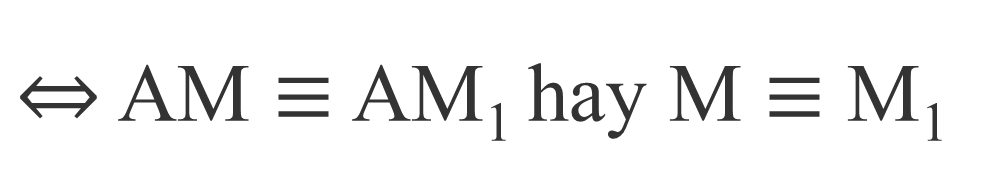 ⇔ AM ≡ AM₁ hay M ≡ M₁